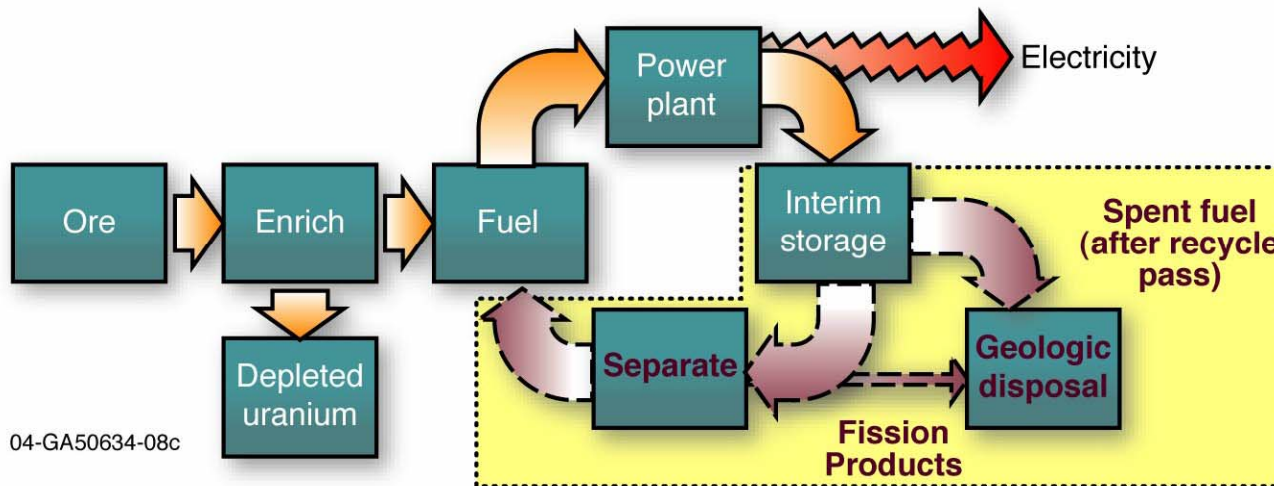 Power
plant
Electricity
Ore
Enrich
Fuel
Interim
storage
Spent fuel
(after recycle
pass)
Depleted
uranium
Separate
Geologic
disposal
Fission
Products
04-GA50634-08c